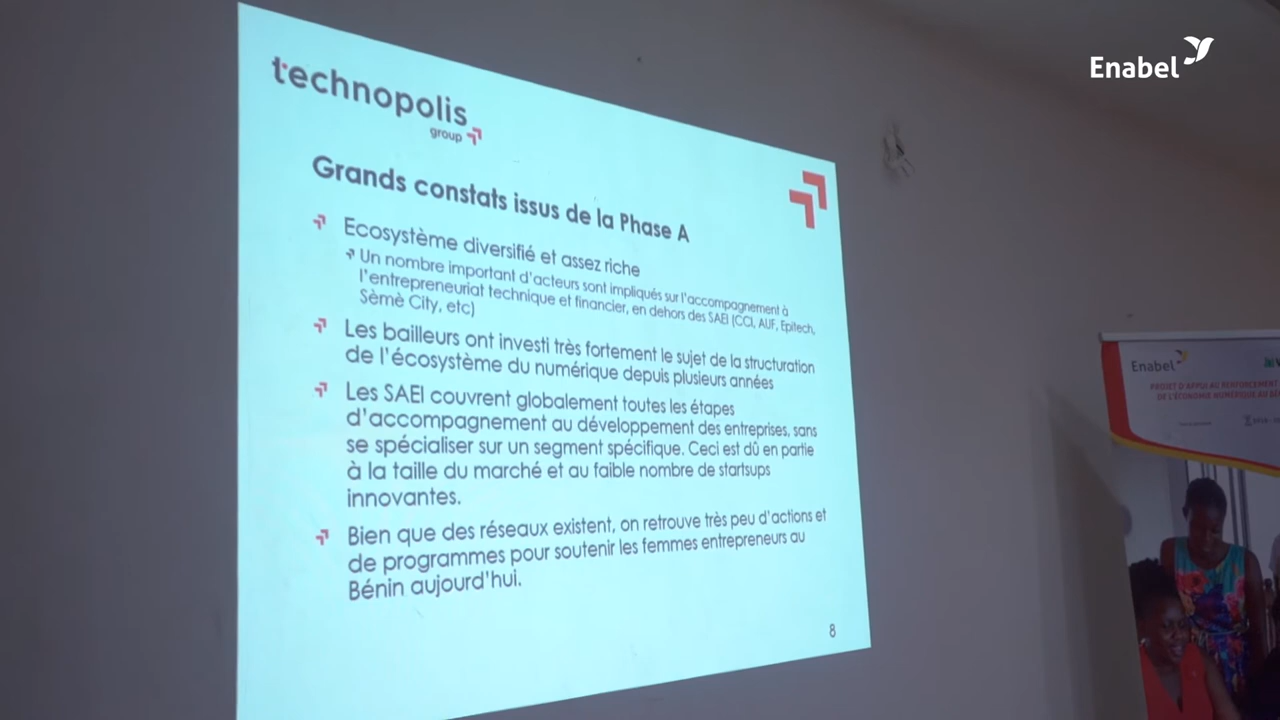 Enabel
technopolis
group
Grands constats issus de la Phase A
Ecosystème diversifié et assez riche
Un nombre important d'acteurs sont impliqués sur l'accompagnement à
l'entrepreneuriat technique et financier, en dehors des SAEI (CCI, AUF, Epitech,
Sèmè City, etc)
Les bailleurs ont investi très fortement le sujet de la structuration
de l'écosystème du numérique depuis plusieurs années
Les SAEI couvrent globalement toutes les étapes
d'accompagnement au développement des entreprises, sans
se spécialiser sur un segment spécifique. Ceci est dû en partie
à la taille du marché et au faible nombre de startups
innovantes.
Bien que des réseaux existent, on retrouve très peu d'actions et
de programmes pour soutenir les femmes entrepreneurs au
Bénin aujourd'hui.
8
Enabel
PROJET D'APPUI AU RENFORCEMENT
DE L'ÉCONOMIE NUMÉRIQUE AU